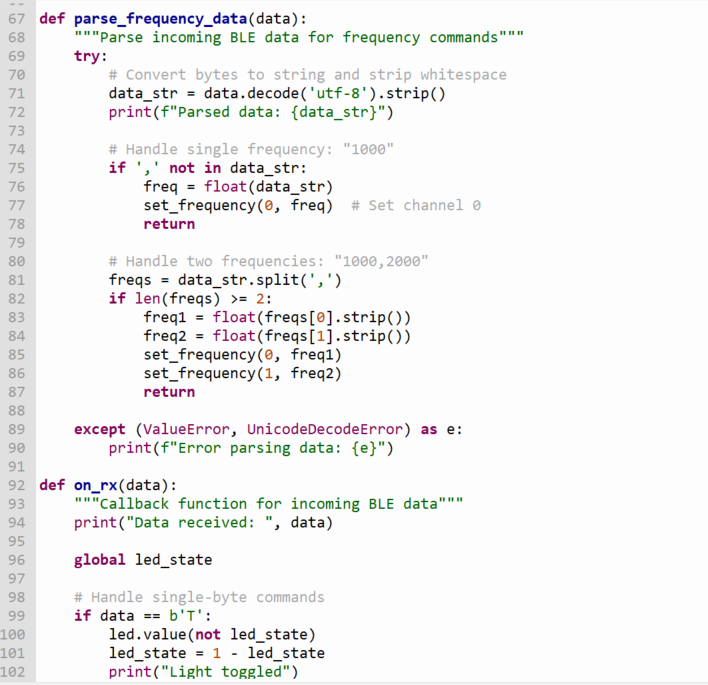 67 def parse_frequency_data(data):
68     """Parse incoming BLE data for frequency commands"""
69     try:
70         # Convert bytes to string and strip whitespace
71         data_str = data.decode('utf-8').strip()
72         print(f"Parsed data: {data_str}")
73
74         # Handle single frequency: "1000"
75         if ',' not in data_str:
76             freq = float(data_str)
77             set_frequency(0, freq)  # Set channel 0
78             return
79
80         # Handle two frequencies: "1000,2000"
81         freqs = data_str.split(',')
82         if len(freqs) >= 2:
83             freq1 = float(freqs[0].strip())
84             freq2 = float(freqs[1].strip())
85             set_frequency(0, freq1)
86             set_frequency(1, freq2)
87             return
88
89     except (ValueError, UnicodeDecodeError) as e:
90         print(f"Error parsing data: {e}")
91
92 def on_rx(data):
93     """Callback function for incoming BLE data"""
94     print("Data received: ", data)
95
96     global led_state
97
98     # Handle single-byte commands
99     if data == b'T':
100         led.value(not led_state)
101         led_state = 1 - led_state
102         print("Light toggled")